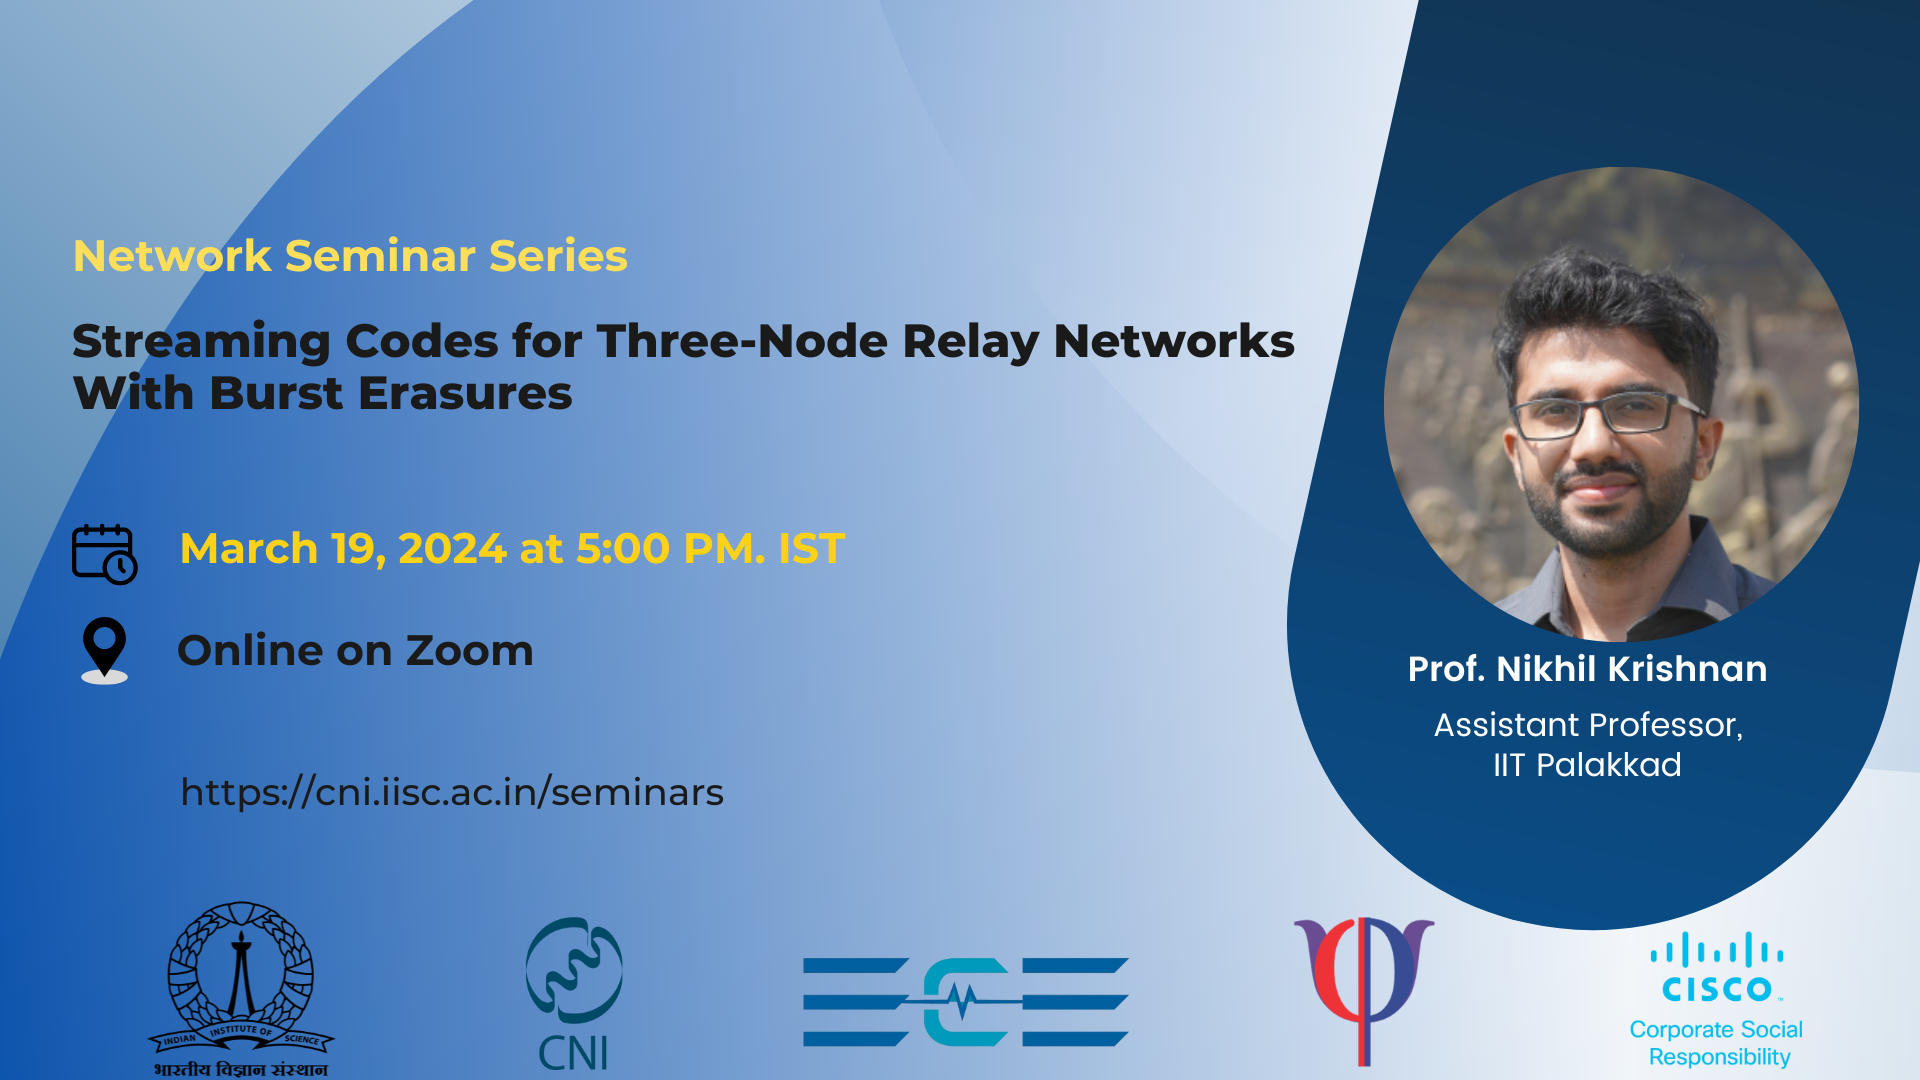 Network Seminar Series
Streaming Codes for Three-Node Relay Networks
With Burst Erasures
March 19, 2024 at 5:00 PM. IST
Online on Zoom
https://cni.iisc.ac.in/seminars
Prof. Nikhil Krishnan
Assistant Professor,
IIT Palakkad
INDIAN INSTITUTE OF SCIENCE
भारतीय विज्ञान संस्थान
CNI
ECE
CISCO
Corporate Social
Responsibility